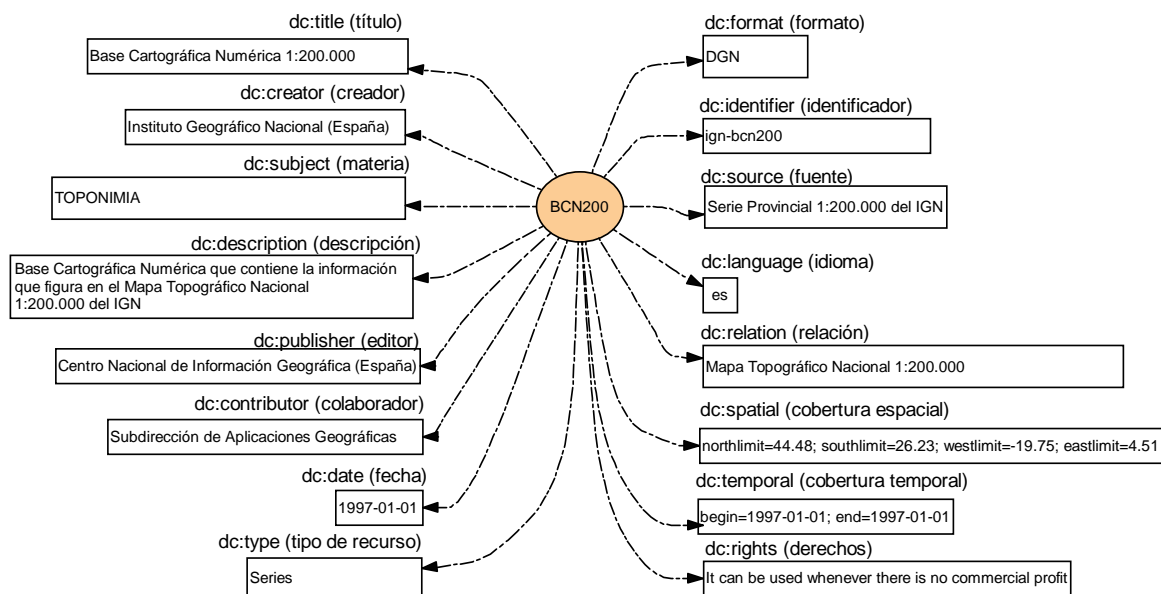 dc:title (título)
Base Cartográfica Numérica 1:200.000
dc:creator (creador)
Instituto Geográfico Nacional (España)
dc:subject (materia)
TOPONIMIA
dc:description (descripción)
Base Cartográfica Numérica que contiene la información
que figura en el Mapa Topográfico Nacional
1:200.000 del IGN
dc:publisher (editor)
Centro Nacional de Información Geográfica (España)
dc:contributor (colaborador)
Subdirección de Aplicaciones Geográficas
dc:date (fecha)
1997-01-01
dc:type (tipo de recurso)
Series
BCN200
dc:format (formato)
DGN
dc:identifier (identificador)
ign-bcn200
dc:source (fuente)
Serie Provincial 1:200.000 del IGN
dc:language (idioma)
es
dc:relation (relación)
Mapa Topográfico Nacional 1:200.000
dc:spatial (cobertura espacial)
northlimit=44.48; southlimit=26.23; westlimit=-19.75; eastlimit=4.51
dc:temporal (cobertura temporal)
begin=1997-01-01; end=1997-01-01
dc:rights (derechos)
It can be used whenever there is no commercial profit